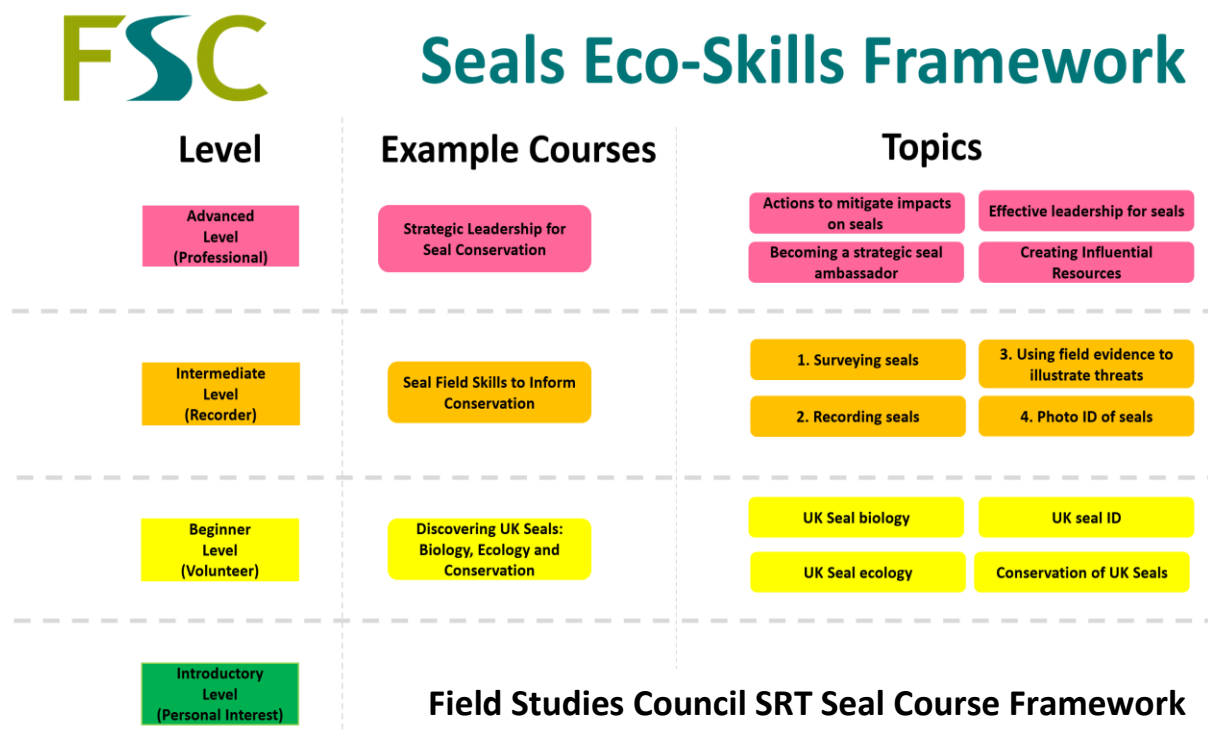 FSC
Seals Eco-Skills Framework
Level
Example Courses
Topics
Advanced
Level
(Professional)
Strategic Leadership for
Seal Conservation
Actions to mitigate impacts
on seals
Effective leadership for seals
Becoming a strategic seal
ambassador
Creating Influential
Resources
Intermediate
Level
(Recorder)
Seal Field Skills to Inform
Conservation
1. Surveying seals
3. Using field evidence to
illustrate threats
2. Recording seals
4. Photo ID of seals
Beginner
Level
(Volunteer)
Discovering UK Seals:
Biology, Ecology and
Conservation
UK Seal biology
UK seal ID
UK Seal ecology
Conservation of UK Seals
Introductory
Level
(Personal Interest)
Field Studies Council SRT Seal Course Framework